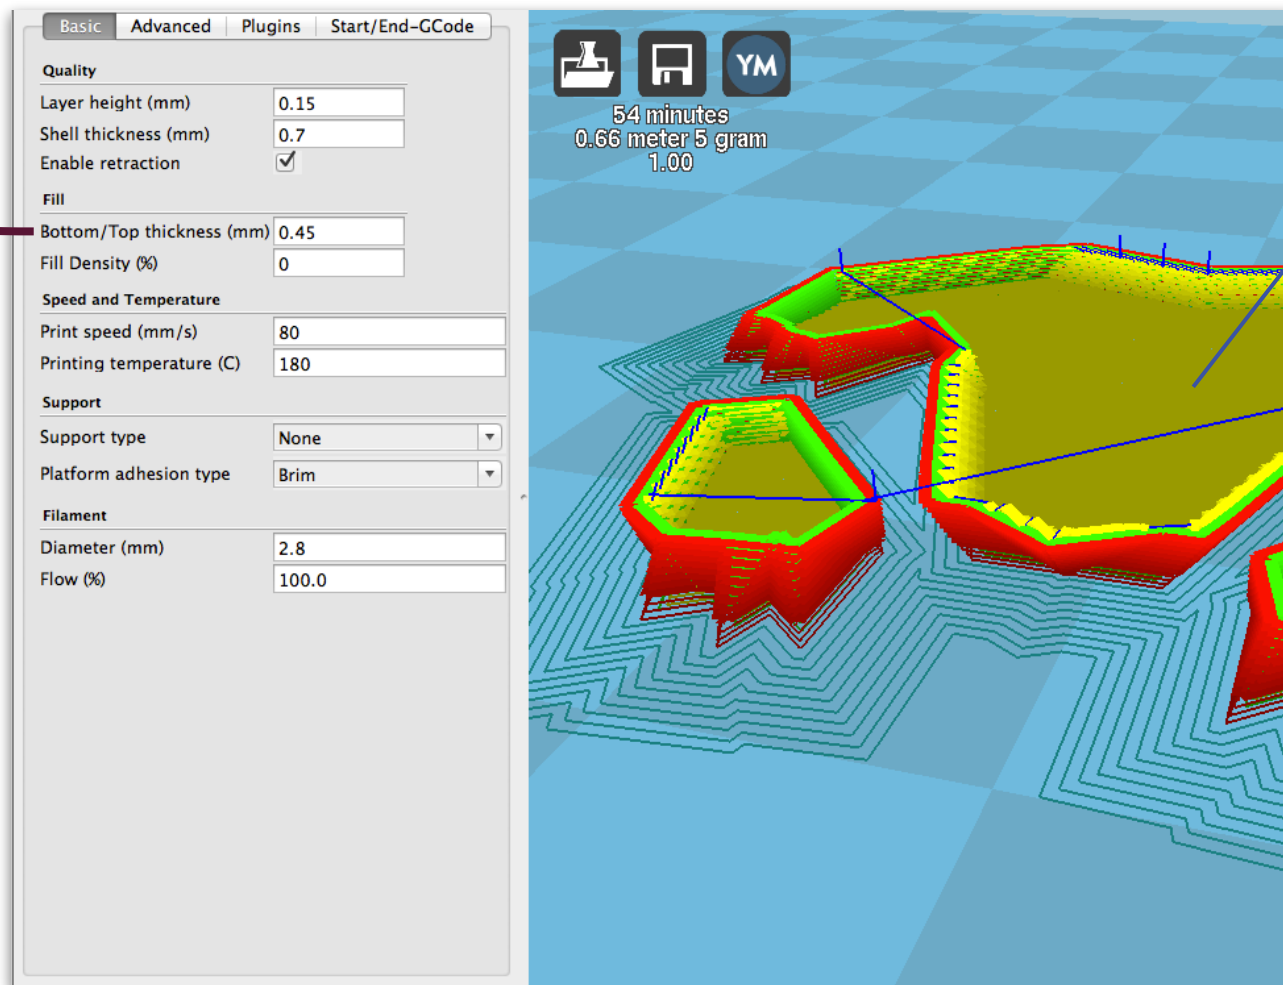 Basic Advanced Plugins Start/End-GCode
Quality
Layer height (mm) 0.15
Shell thickness (mm) 0.7
Enable retraction
Fill
Bottom/Top thickness (mm) 0.45
Fill Density (%) 0
Speed and Temperature
Print speed (mm/s) 80
Printing temperature (C) 180
Support
Support type None
Platform adhesion type Brim
Filament
Diameter (mm) 2.8
Flow (%) 100.0
YM
54 minutes
0.66 meter 5 gram
1.00